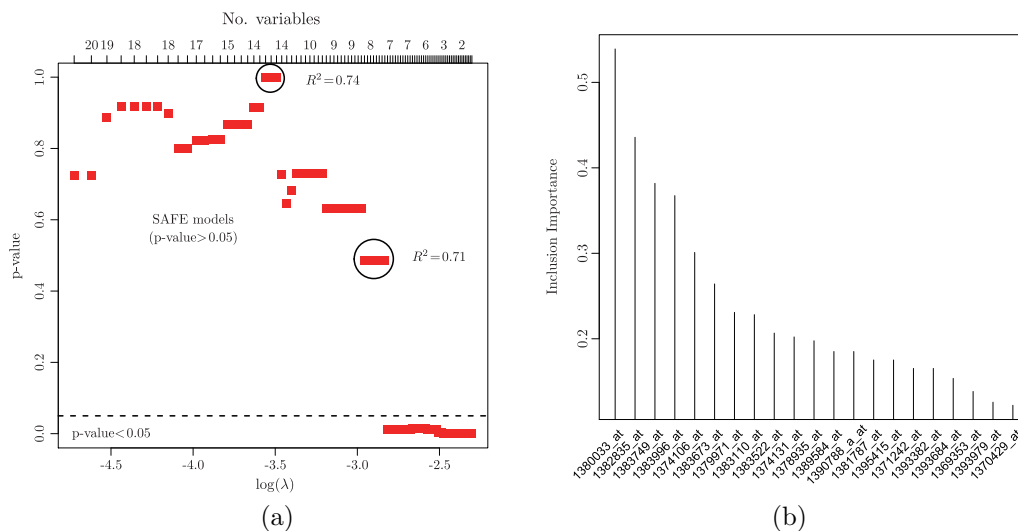 No. variables
20 19 18 18 17 15 14 14 10 9 9 8 7 7 6 3 2
1.0
R²=0.74
0.8
0.6
SAFE models
(p-value>0.05)
R²=0.71
p-value
0.4
0.2
p-value<0.05
0.0
-4.5 -4.0 -3.5 -3.0 -2.5
log(λ)
(a)
0.5
0.4
Inclusion Importance
0.3
0.2
1380033_at
1382835_at
1383749_at
1383996_at
1374106_at
1383673_at
1379971_at
1383110_at
1383522_at
1374131_at
1378935_at
1389584_at
1390788_a_at
1381787_at
1395415_at
1371242_at
1393382_at
1393684_at
1369353_at
1393979_at
1370429_at
(b)